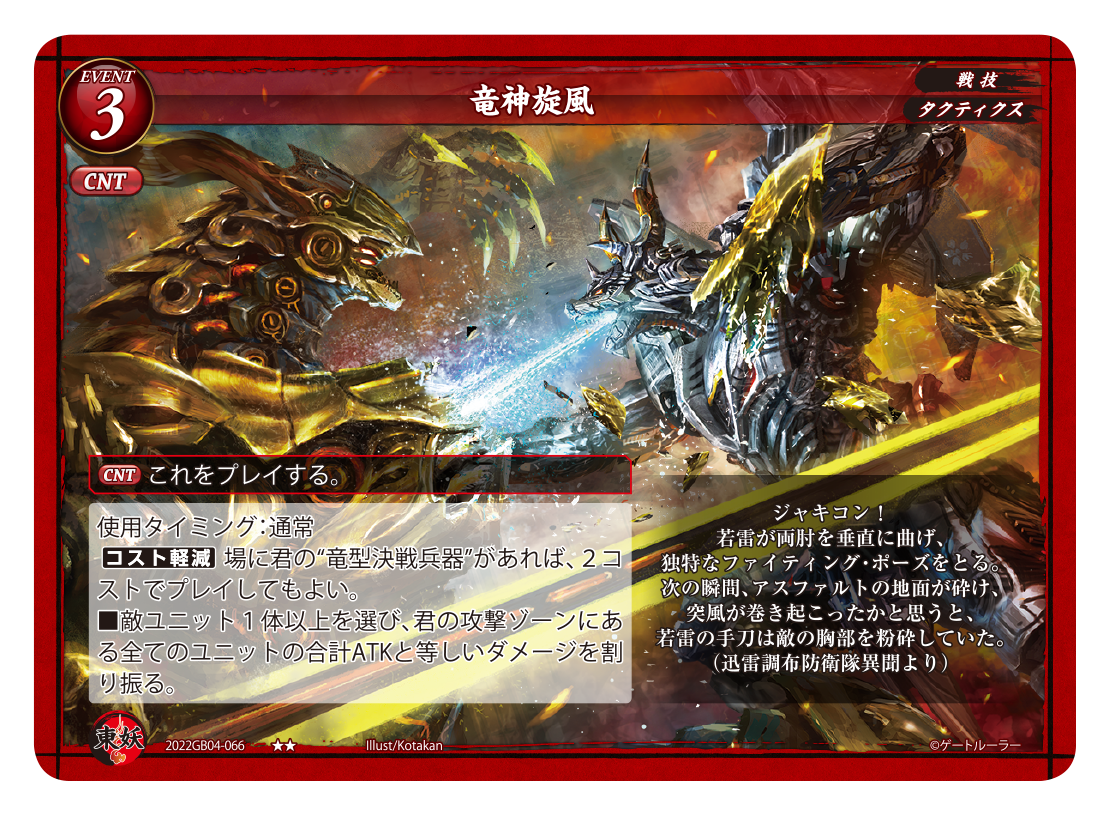 EVENT
3
竜神旋風
戦技
タクティクス
CNT
CNT これをプレイする。
使用タイミング：通常
コスト軽減 場に君の“竜型決戦兵器”があれば、２コ
ストでプレイしてもよい。
■敵ユニット１体以上を選び、君の攻撃ゾーンにあ
る全てのユニットの合計ATKと等しいダメージを割
り振る。
ジャキコン！
若雷が両肘を垂直に曲げ、
独特なファイティング・ポーズをとる。
次の瞬間、アスファルトの地面が砕け、
突風が巻き起こったかと思うと、
若雷の手刀は敵の胸部を粉砕していた。
（迅雷調布防衛隊異聞より）
東妖
2022GB04-066
★★
Illust/Kotakan
©ゲートルーラー